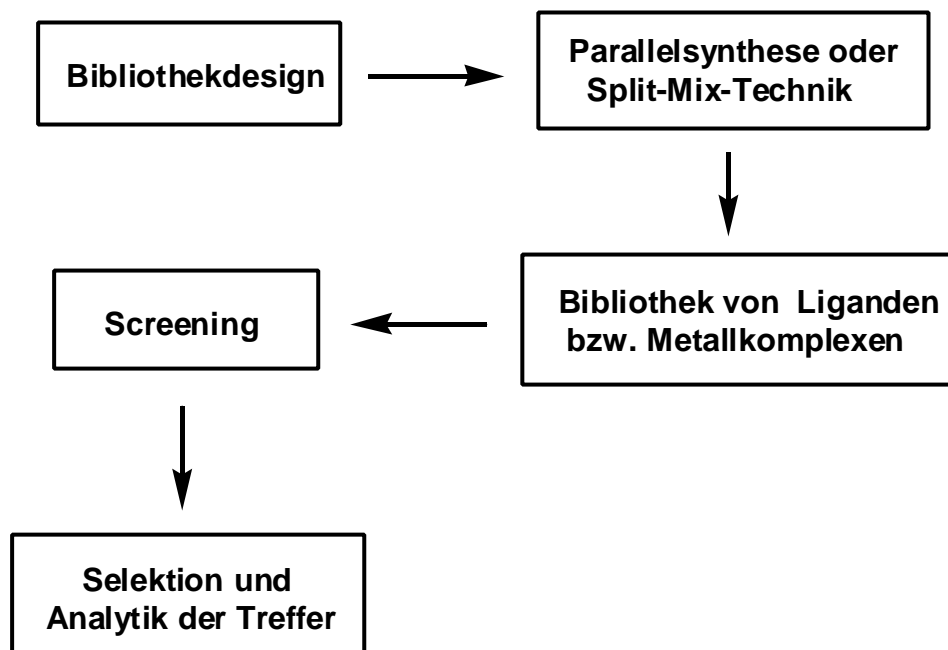 Bibliothekdesign
Parallelsynthese oder
Split-Mix-Technik
Bibliothek von Liganden
bzw. Metallkomplexen
Screening
Selektion und
Analytik der Treffer